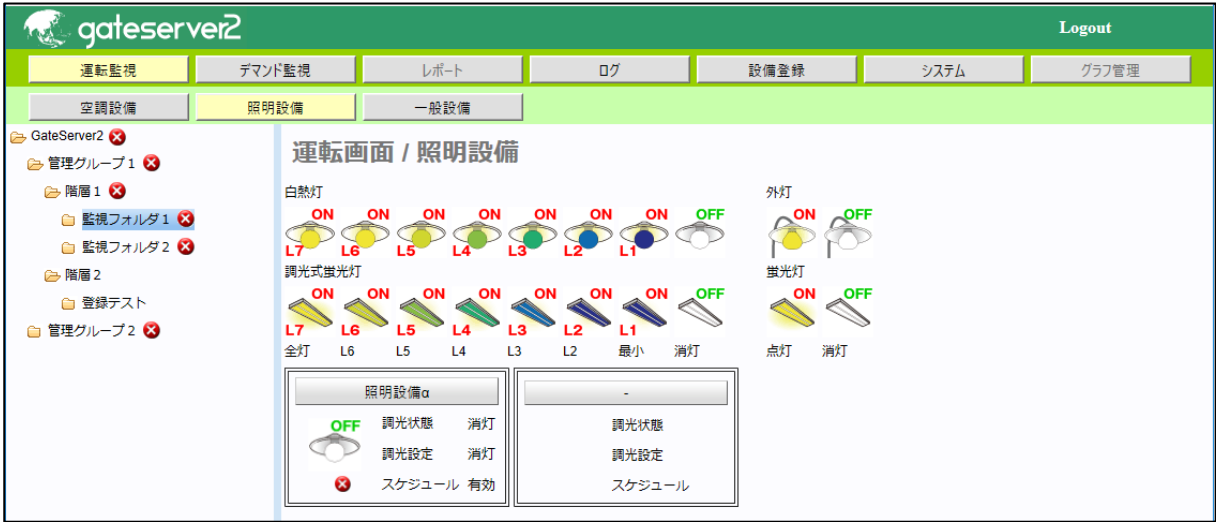 gateserver2 Logout
運転監視 デマンド監視 レポート ログ 設備登録 システム グラフ管理
空調設備 照明設備 一般設備
GateServer2
管理グループ1
階層1
監視フォルダ1
監視フォルダ2
階層2
登録テスト
管理グループ2
運転画面 / 照明設備
白熱灯 外灯
ON ON ON ON ON ON ON OFF ON OFF
L7 L6 L5 L4 L3 L2 L1
調光式蛍光灯 蛍光灯
ON ON ON ON ON ON ON OFF ON OFF
L7 L6 L5 L4 L3 L2 L1
全灯 L6 L5 L4 L3 L2 最小 消灯 点灯 消灯
照明設備α
OFF 調光状態 消灯
調光設定 消灯
スケジュール 有効
-
調光状態
調光設定
スケジュール